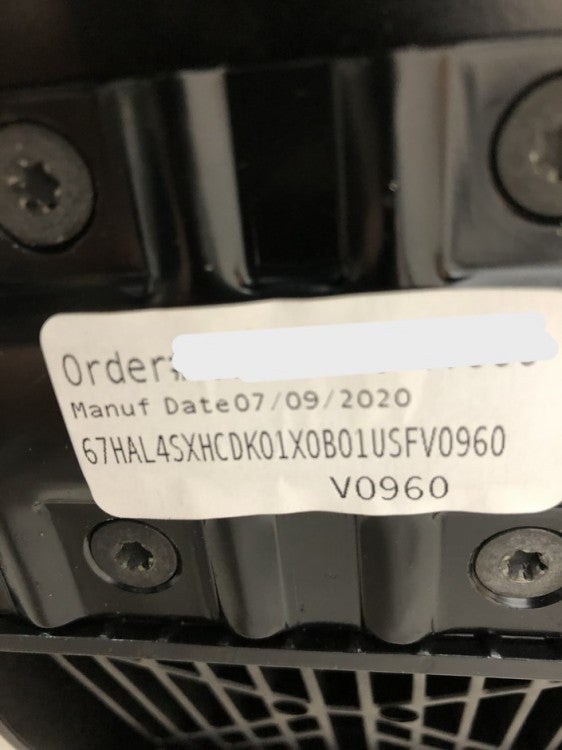 Order#
Manuf Date07/09/2020
67HAL4SXHCDK01X0B01USFV0960
V0960